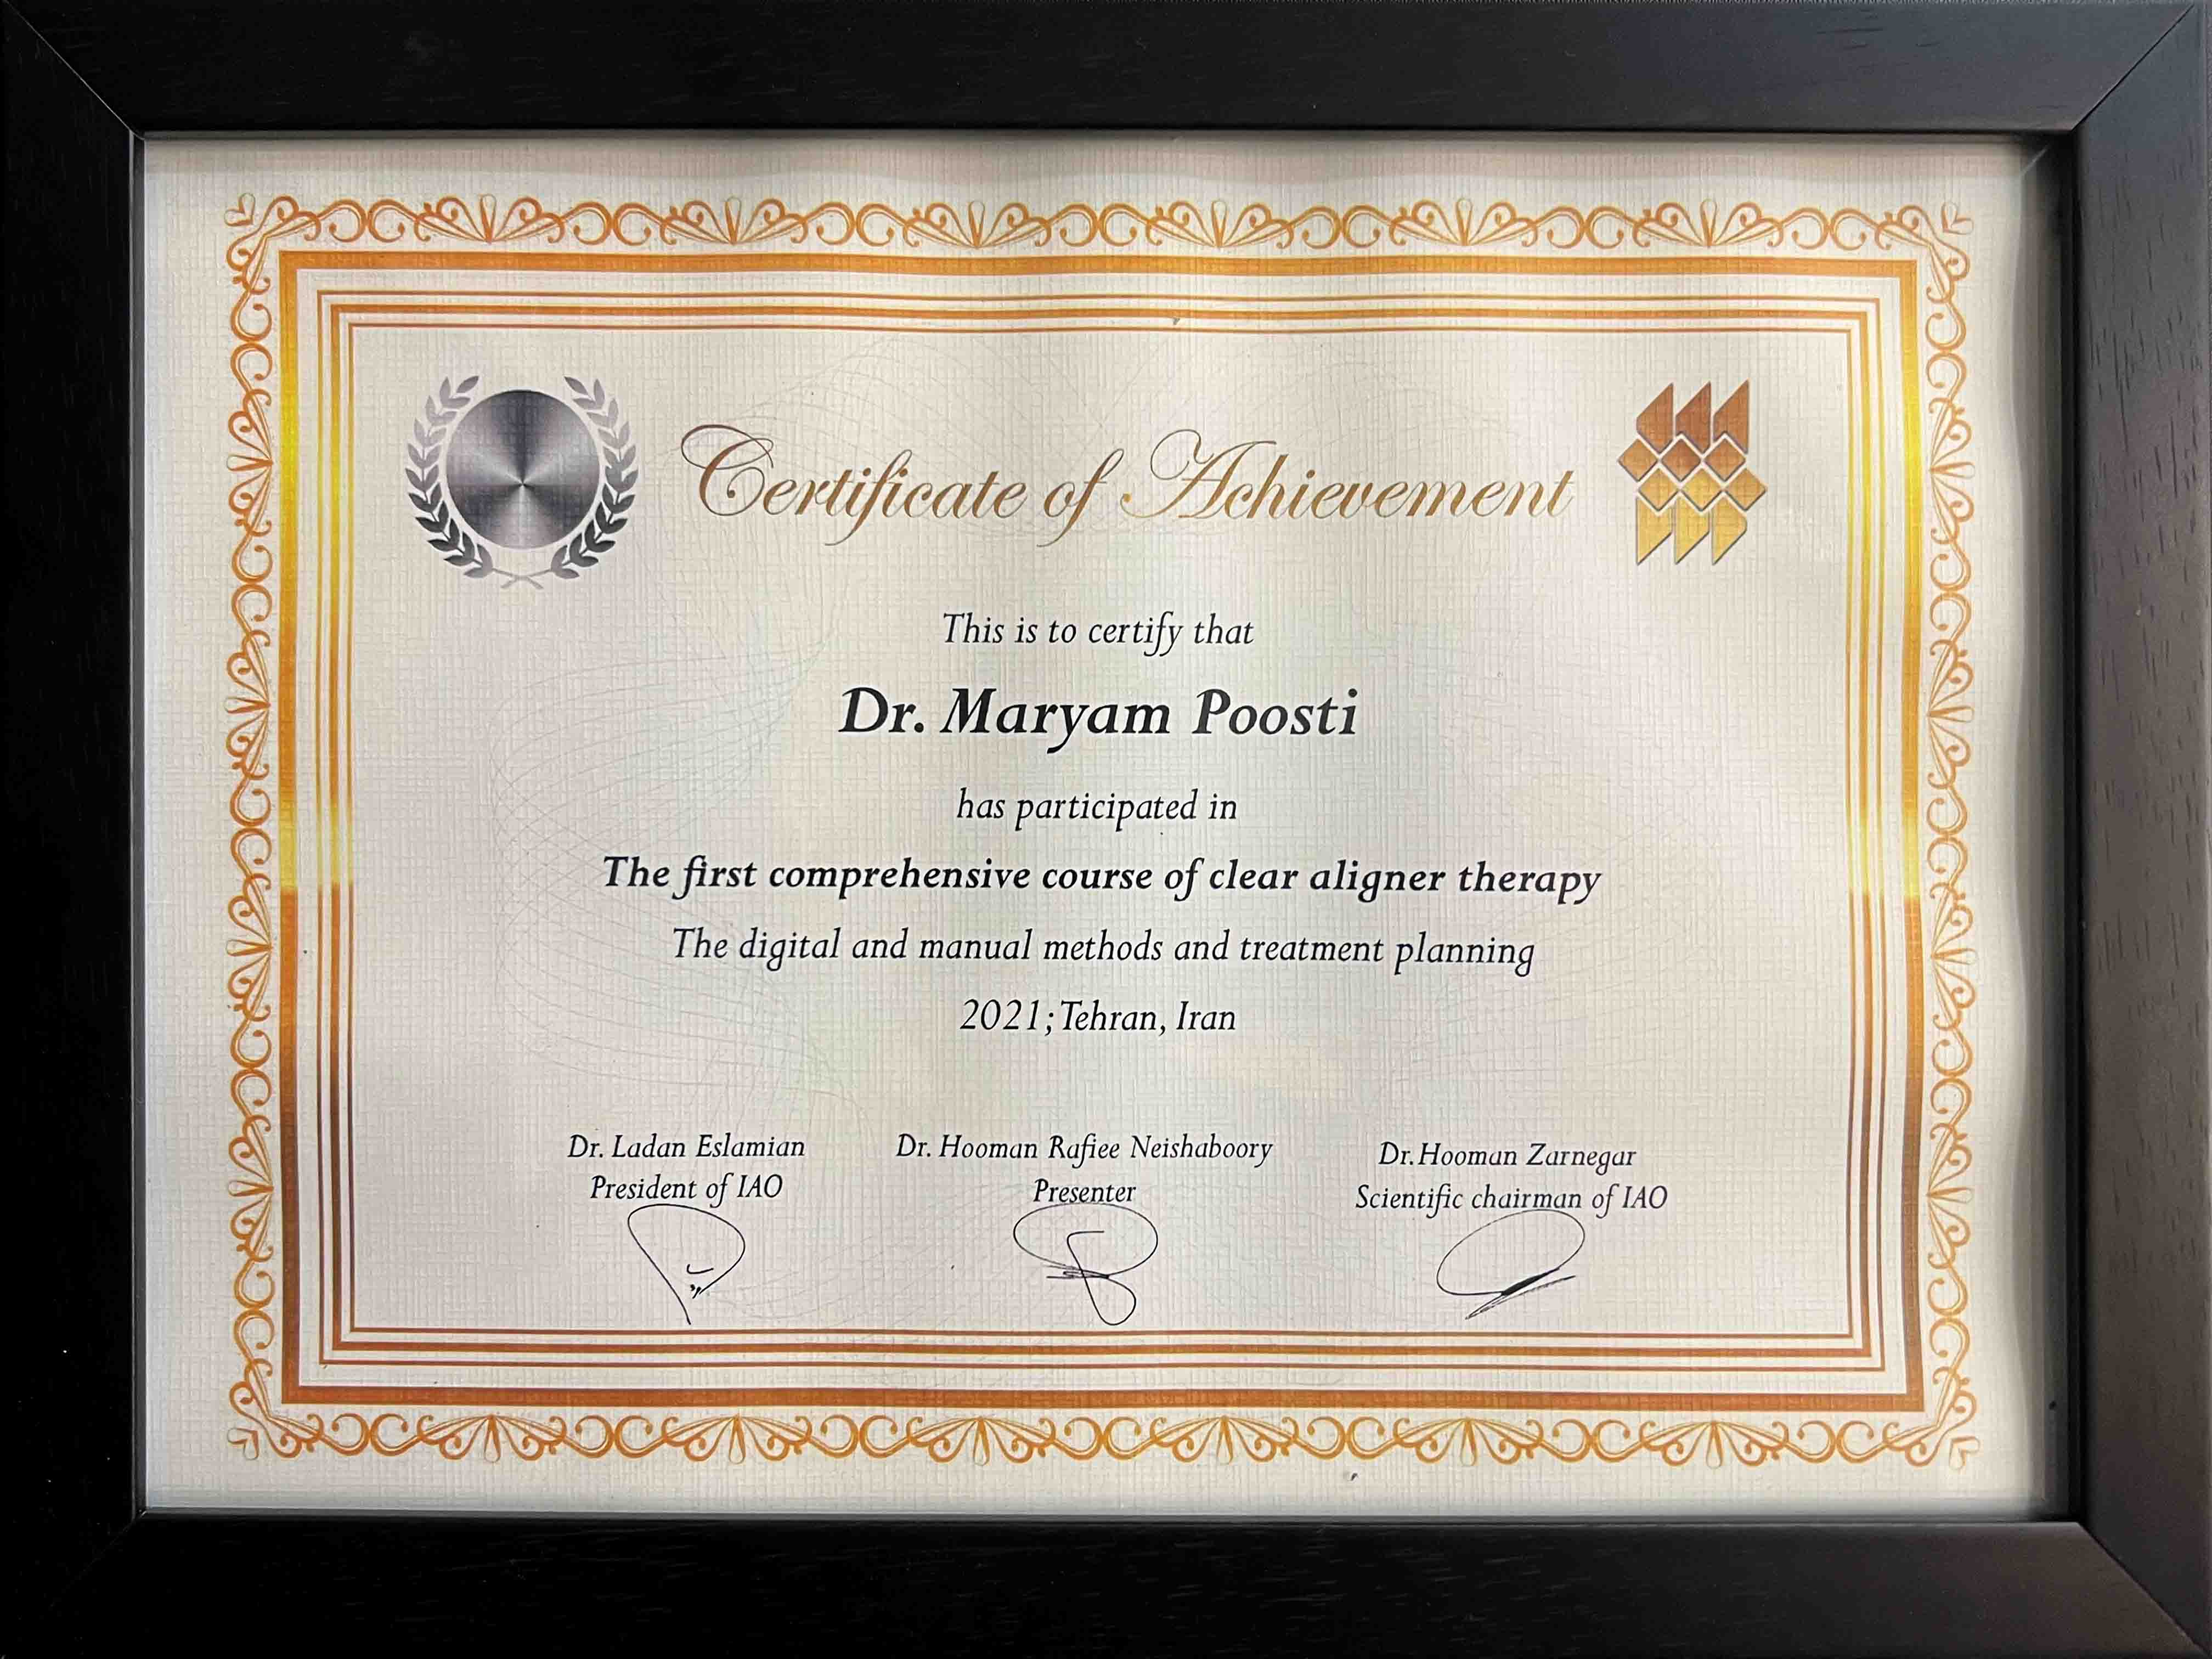 Certificate of Achievement
This is to certify that
Dr. Maryam Poosti
has participated in
The first comprehensive course of clear aligner therapy
The digital and manual methods and treatment planning
2021; Tehran, Iran
Dr. Ladan Eslamian
President of IAO
Dr. Hooman Rafiee Neishaboory
Presenter
Dr. Hooman Zarnegar
Scientific chairman of IAO